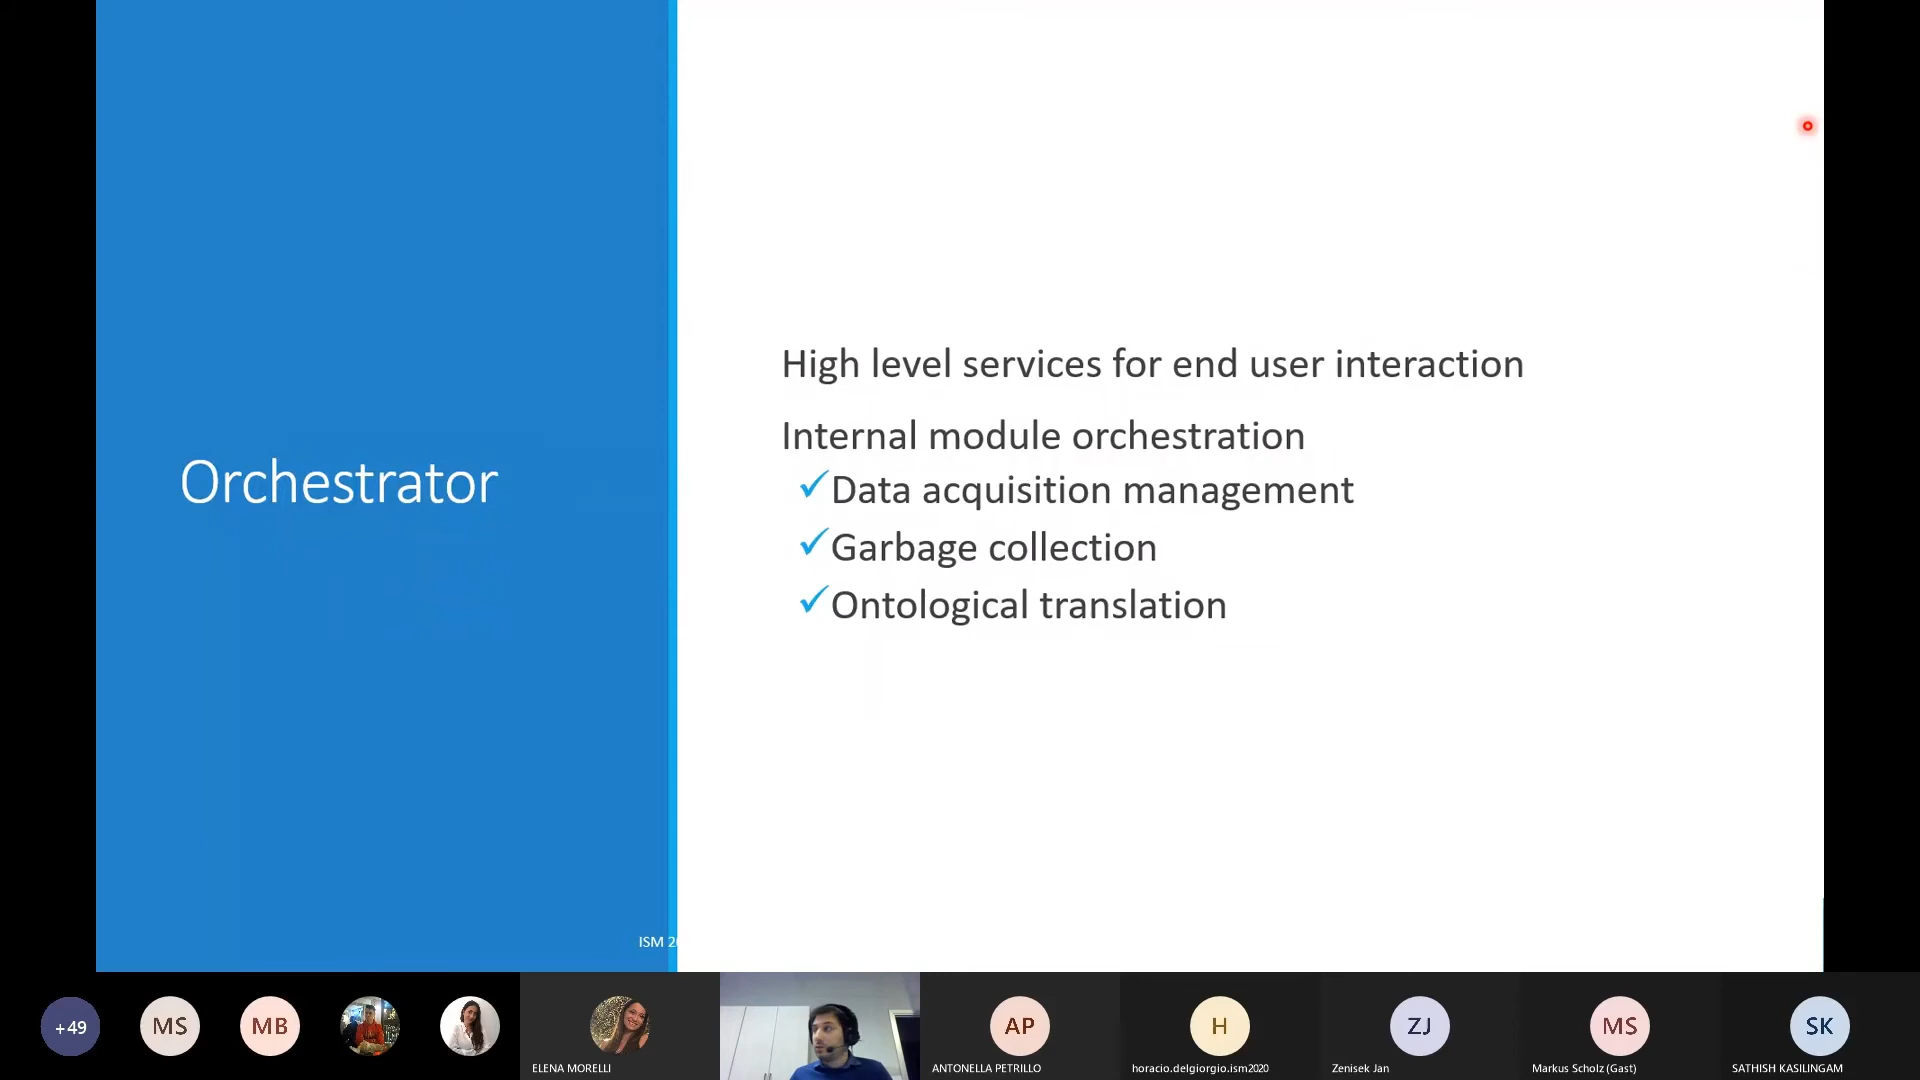 Orchestrator
High level services for end user interaction
Internal module orchestration
Data acquisition management
Garbage collection
Ontological translation
ISM 2
+49
MS
MB
ELENA MORELLI
AP
ANTONELLA PETRILLO
H
horacio.delgiorgio.ism2020
ZJ
Zenisek Jan
MS
Markus Scholz (Gast)
SK
SATHISH KASILINGAM